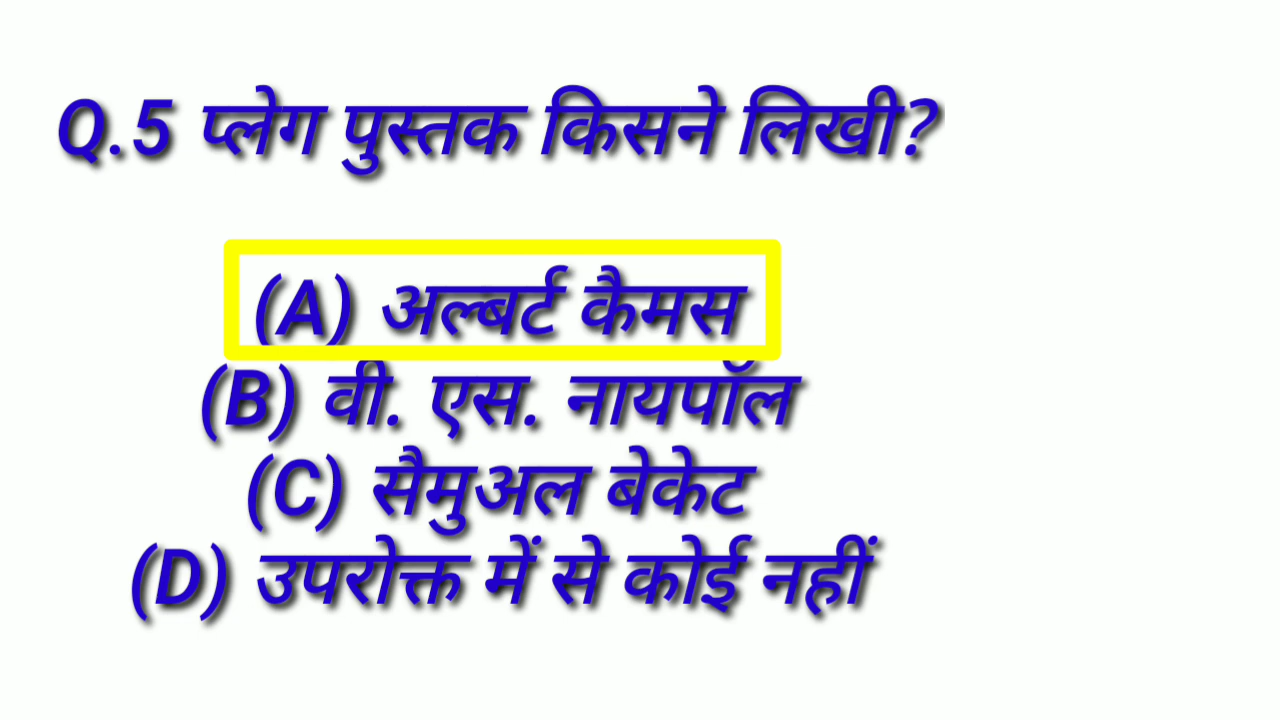 Q.5 प्लेग पुस्तक किसने लिखी?
(A) अल्बर्ट कैमस
(B) वी. एस. नायपॉल
(C) सैमुअल बेकेट
(D) उपरोक्त में से कोई नहीं